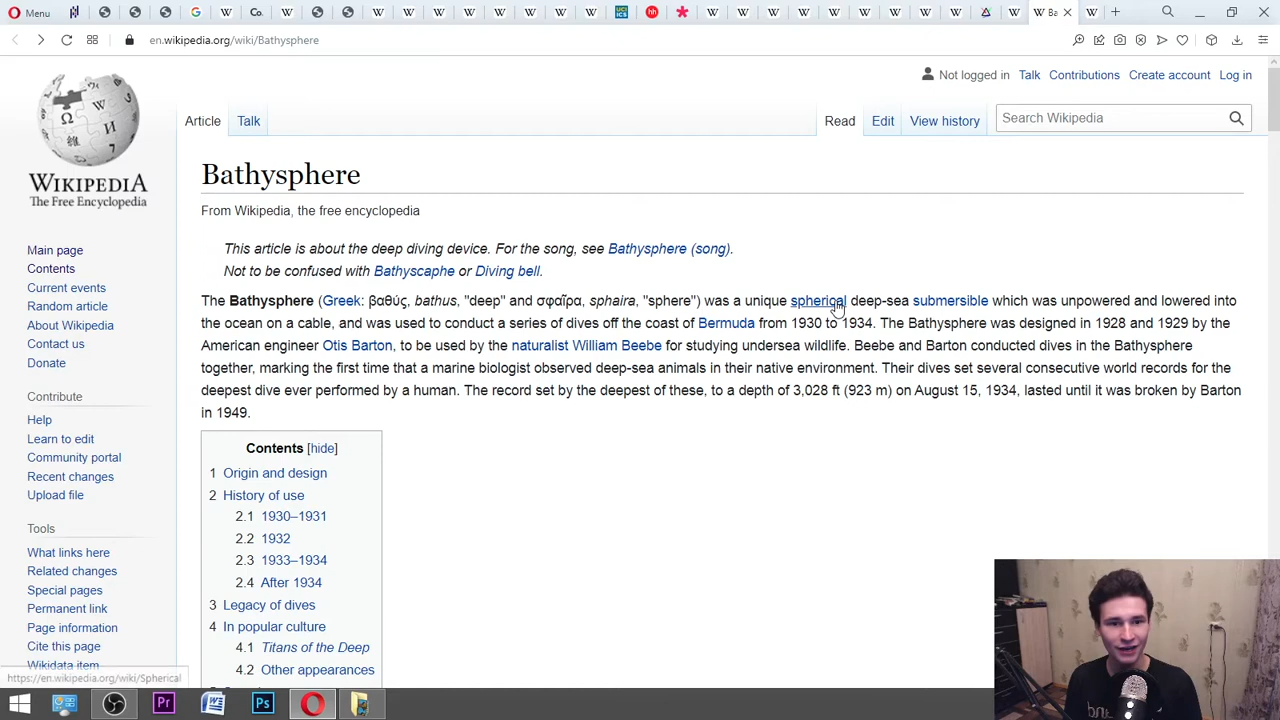 Menu
Co.
UCI
ICS
hh
Ba
en.wikipedia.org/wiki/Bathysphere
Not logged in Talk Contributions Create account Log in
Article Talk Read Edit View history Search Wikipedia
WIKIPEDIA
The Free Encyclopedia
Bathysphere
From Wikipedia, the free encyclopedia
This article is about the deep diving device. For the song, see Bathysphere (song).
Not to be confused with Bathyscaphe or Diving bell.
The Bathysphere (Greek: βαθύς, bathus, "deep" and σφαῖρα, sphaira, "sphere") was a unique spherical deep-sea submersible which was unpowered and lowered into
the ocean on a cable, and was used to conduct a series of dives off the coast of Bermuda from 1930 to 1934. The Bathysphere was designed in 1928 and 1929 by the
American engineer Otis Barton, to be used by the naturalist William Beebe for studying undersea wildlife. Beebe and Barton conducted dives in the Bathysphere
together, marking the first time that a marine biologist observed deep-sea animals in their native environment. Their dives set several consecutive world records for the
deepest dive ever performed by a human. The record set by the deepest of these, to a depth of 3,028 ft (923 m) on August 15, 1934, lasted until it was broken by Barton
in 1949.
Contents [hide]
1 Origin and design
2 History of use
2.1 1930–1931
2.2 1932
2.3 1933–1934
2.4 After 1934
3 Legacy of dives
4 In popular culture
4.1 Titans of the Deep
4.2 Other appearances
Main page
Contents
Current events
Random article
About Wikipedia
Contact us
Donate
Contribute
Help
Learn to edit
Community portal
Recent changes
Upload file
Tools
What links here
Related changes
Special pages
Permanent link
Page information
Cite this page
Wikidata item
https://en.wikipedia.org/wiki/Spherical
Pr
W
Ps